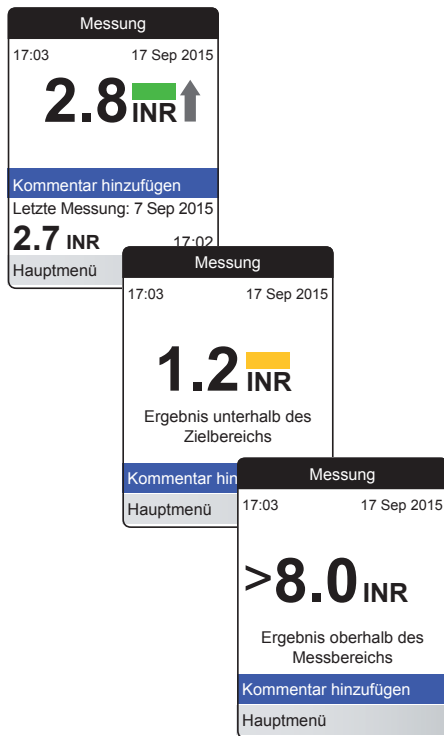 Messung
17:03 17 Sep 2015
2.8 INR
Kommentar hinzufügen
Letzte Messung: 7 Sep 2015
2.7 INR 17:02
Hauptmenü
Messung
17:03 17 Sep 2015
1.2 INR
Ergebnis unterhalb des
Zielbereichs
Kommentar hin
Hauptmenü
Messung
17:03 17 Sep 2015
>8.0 INR
Ergebnis oberhalb des
Messbereichs
Kommentar hinzufügen
Hauptmenü